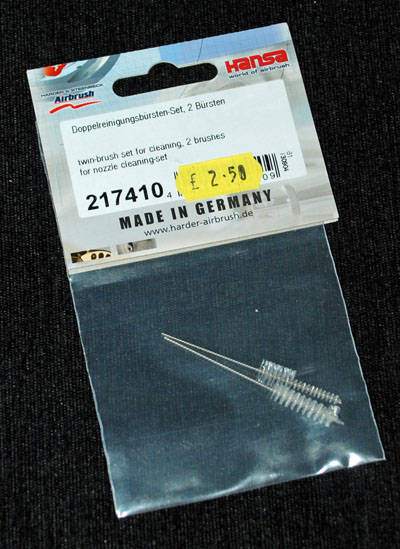 HARDER & STEENBECK
Airbrush
Hansa
world of airbrush
Doppelreinigungsbürsten-Set, 2 Bürsten
twin-brush set for cleaning, 2 brushes
for nozzle cleaning-set
£ 2.50
217410
MADE IN GERMANY
www.harder-airbrush.de